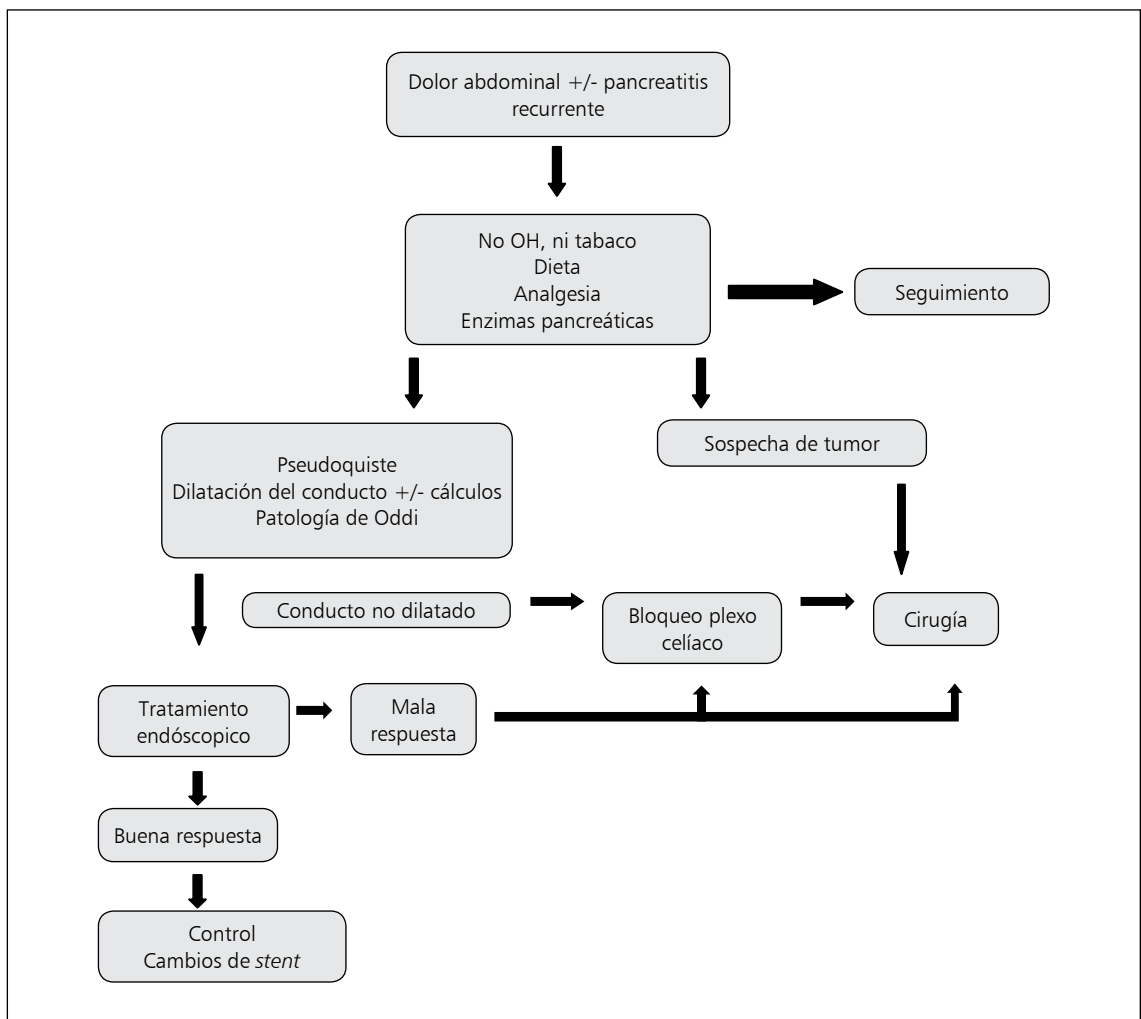 Dolor abdominal +/- pancreatitis
recurrente
No OH, ni tabaco
Dieta
Analgesia
Enzimas pancreáticas
Seguimiento
Pseudoquiste
Dilatación del conducto +/- cálculos
Patología de Oddi
Sospecha de tumor
Conducto no dilatado
Bloqueo plexo
celíaco
Cirugía
Tratamiento
endóscopico
Mala
respuesta
Buena respuesta
Control
Cambios de stent